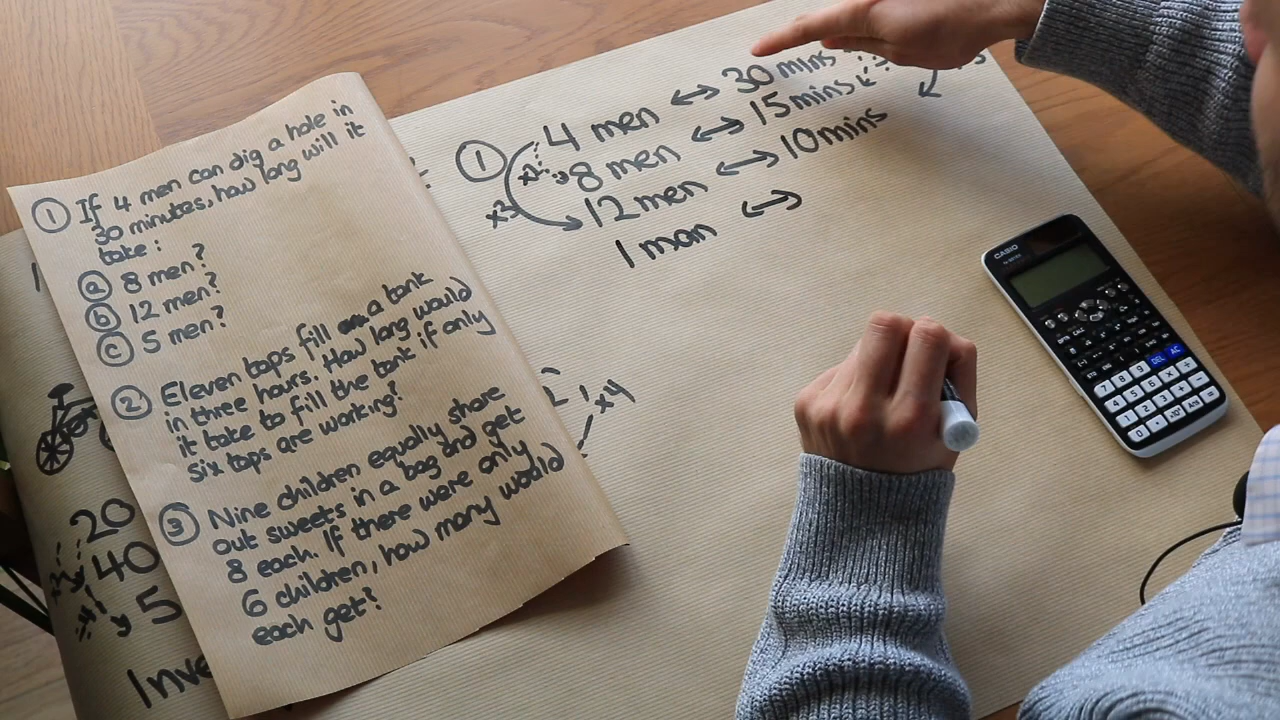 ① If 4 men can dig a hole in
30 minutes, how long will it
take:
ⓐ 8 men?
ⓑ 12 men?
ⓒ 5 men?
② Eleven taps fill a tank
in three hours. How long would
it take to fill the tank if only
six taps are working?
③ Nine children equally share
out sweets in a bag and get
8 each. If there were only
6 children, how many would
each get?
① 4 men ↔ 30 mins
x2 8 men ↔ 15 mins
x3 12 men ↔ 10 mins
1 man ↔
x4
20
40
5
Inve
CASIO